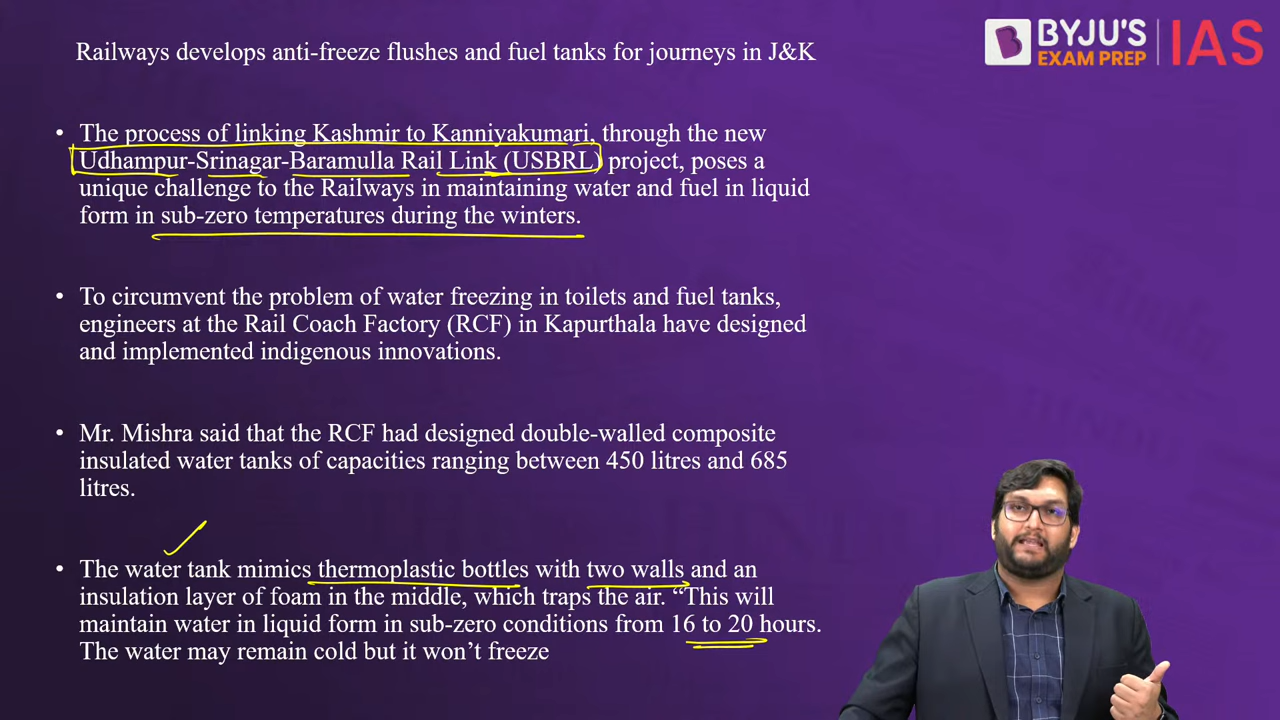 Railways develops anti-freeze flushes and fuel tanks for journeys in J&K
BYJU'S
EXAM PREP
IAS
• The process of linking Kashmir to Kanniyakumari, through the new
Udhampur-Srinagar-Baramulla Rail Link (USBRL) project, poses a
unique challenge to the Railways in maintaining water and fuel in liquid
form in sub-zero temperatures during the winters.
• To circumvent the problem of water freezing in toilets and fuel tanks,
engineers at the Rail Coach Factory (RCF) in Kapurthala have designed
and implemented indigenous innovations.
• Mr. Mishra said that the RCF had designed double-walled composite
insulated water tanks of capacities ranging between 450 litres and 685
litres.
• The water tank mimics thermoplastic bottles with two walls and an
insulation layer of foam in the middle, which traps the air. “This will
maintain water in liquid form in sub-zero conditions from 16 to 20 hours.
The water may remain cold but it won’t freeze